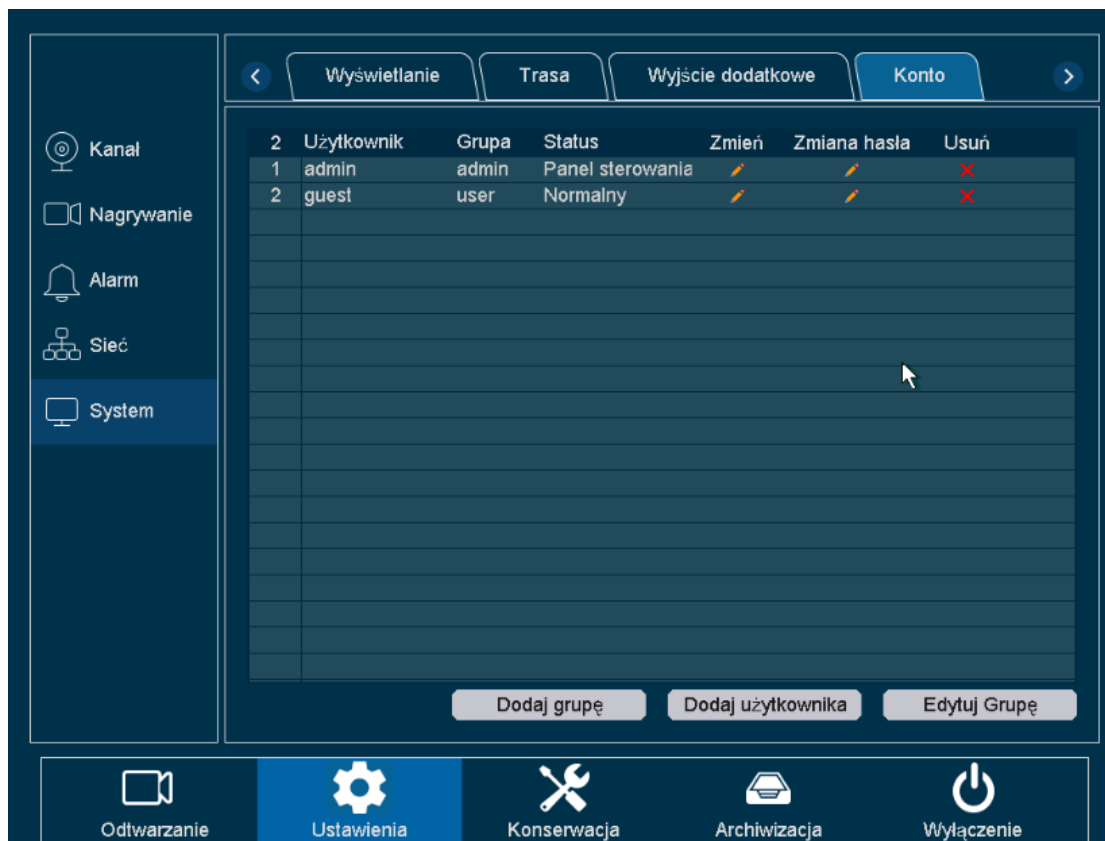 Wyświetlanie Trasa Wyjście dodatkowe Konto
Kanał
Nagrywanie
Alarm
Sieć
System
2 Użytkownik Grupa Status Zmień Zmiana hasła Usuń
1 admin admin Panel sterowania
2 guest user Normalny
Dodaj grupę Dodaj użytkownika Edytuj Grupę
Odtwarzanie Ustawienia Konserwacja Archiwizacja Wyłączenie